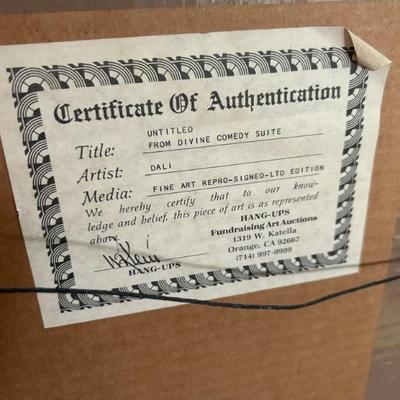 Certificate Of Authentication
UNTITLED
Title: FROM DIVINE COMEDY SUITE
Artist: DALI
Media: FINE ART REPRO-SIGNED-LTD EDITION
We hereby certify that to our know-
ledge and belief, this piece of art is as represented
above.
HANG-UPS
HANG-UPS
Fundraising Art Auctions
1319 W. Katella
Orange, CA 92667
(714) 997-9999